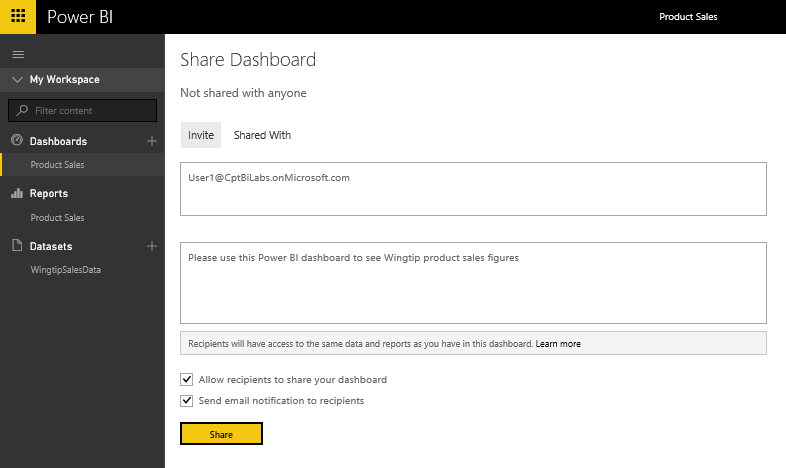 Power BI
Product Sales
My Workspace
Filter content
Dashboards
Product Sales
Reports
Product Sales
Datasets
WingtipSalesData
Share Dashboard
Not shared with anyone
Invite Shared With
User1@CptBiLabs.onMicrosoft.com
Please use this Power BI dashboard to see Wingtip product sales figures
Recipients will have access to the same data and reports as you have in this dashboard. Learn more
Allow recipients to share your dashboard
Send email notification to recipients
Share